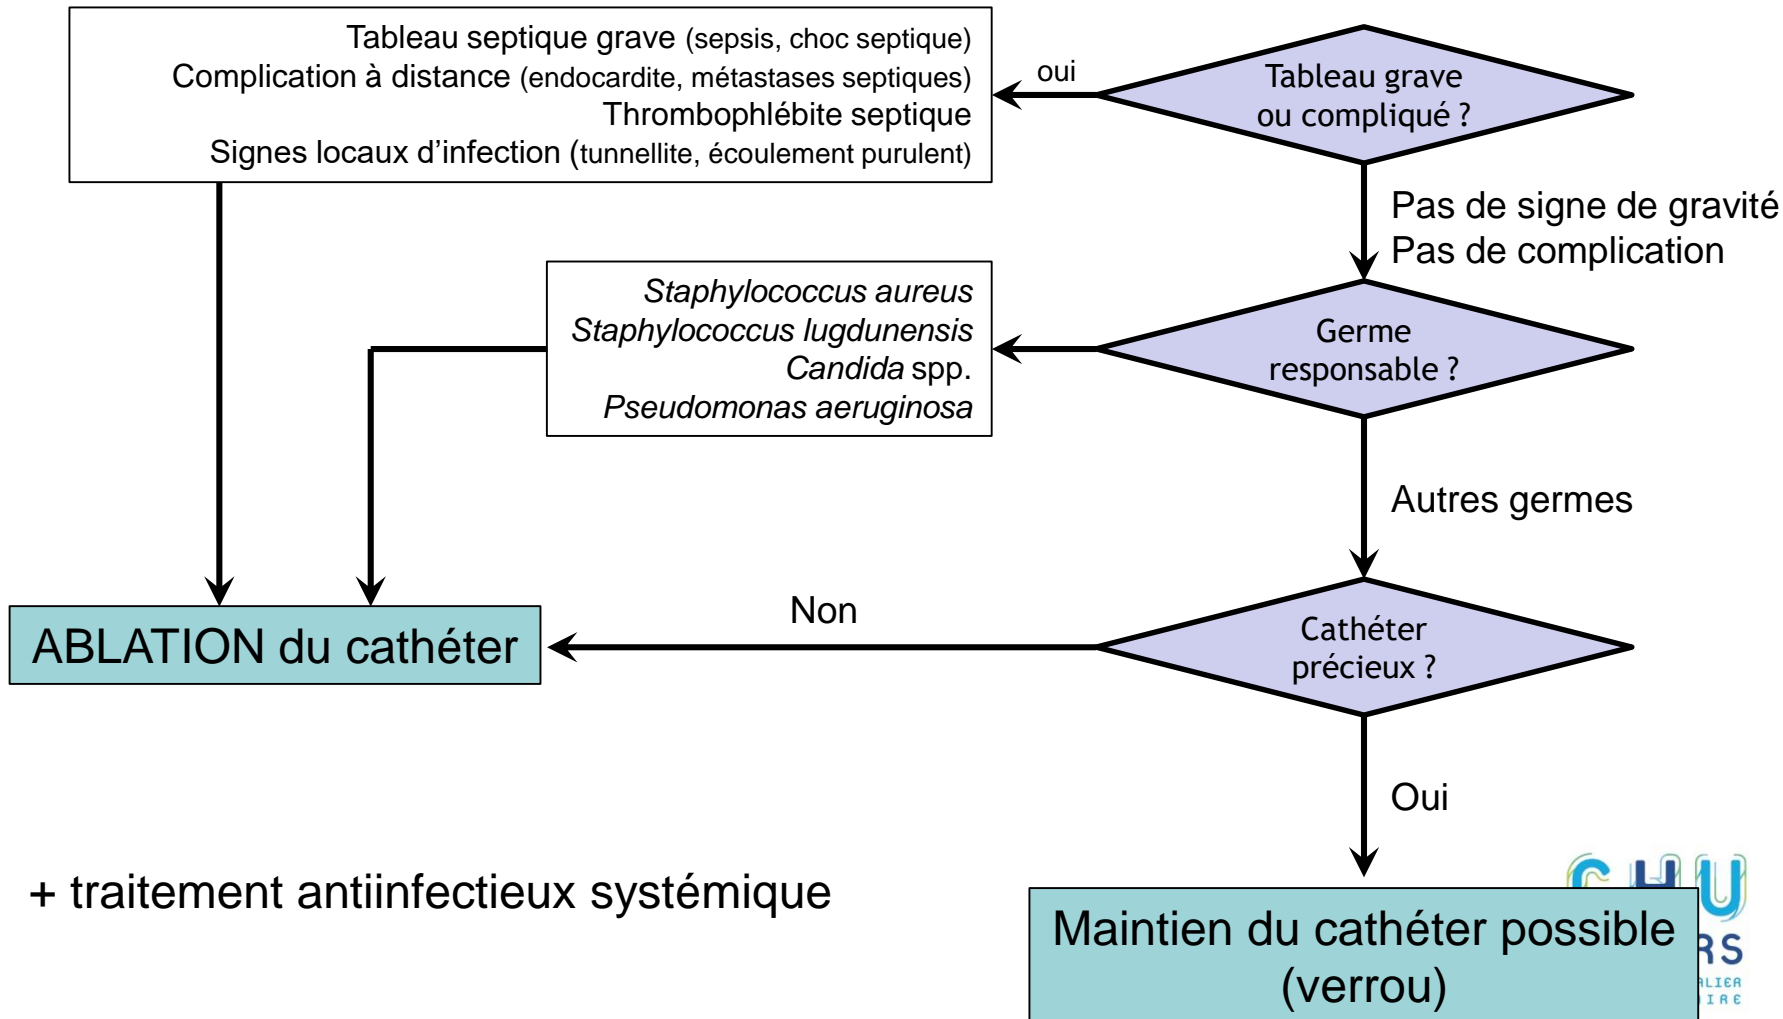 Tableau septique grave (sepsis, choc septique)
Complication à distance (endocardite, métastases septiques)
Thrombophlébite septique
Signes locaux d’infection (tunnellite, écoulement purulent)
oui
Tableau grave
ou compliqué ?
Pas de signe de gravité
Pas de complication
Staphylococcus aureus
Staphylococcus lugdunensis
Candida spp.
Pseudomonas aeruginosa
Germe
responsable ?
Autres germes
ABLATION du cathéter
Non
Cathéter
précieux ?
Oui
+ traitement antiinfectieux systémique
CHU
Maintien du cathéter possible
(verrou)